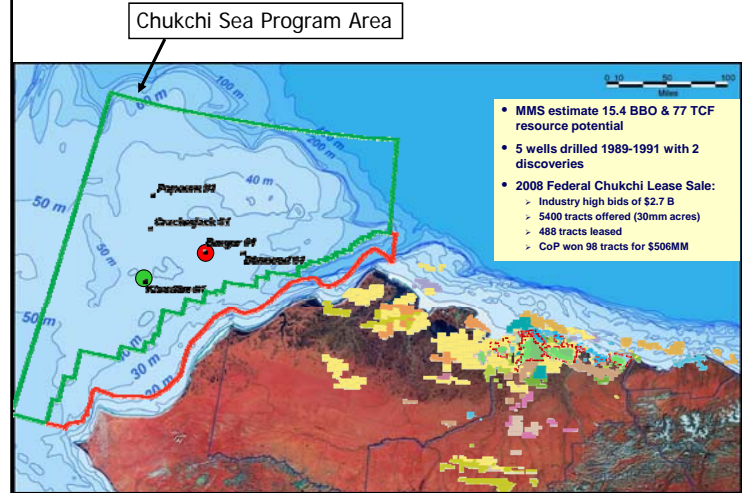 Chukchi Sea Program Area
0 10 50 100
Miles
• MMS estimate 15.4 BBO & 77 TCF
resource potential
• 5 wells drilled 1989-1991 with 2
discoveries
• 2008 Federal Chukchi Lease Sale:
➢ Industry high bids of $2.7 B
➢ 5400 tracts offered (30mm acres)
➢ 488 tracts leased
➢ CoP won 98 tracts for $506MM
100 m
60 m
200 m
50 m
40 m
Popcorn #1
Crackerjack #1
50 m
Burger #1
Diamond #1
Klondike #1
50 m
30 m
20 m